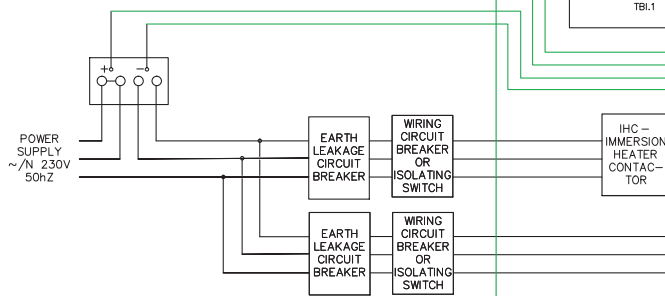 TBI.1
+
−
POWER
SUPPLY
~/N 230V
50hZ
EARTH
LEAKAGE
CIRCUIT
BREAKER
WIRING
CIRCUIT
BREAKER
OR
ISOLATING
SWITCH
IHC –
IMMERSION
HEATER
CONTAC–
TOR
EARTH
LEAKAGE
CIRCUIT
BREAKER
WIRING
CIRCUIT
BREAKER
OR
ISOLATING
SWITCH